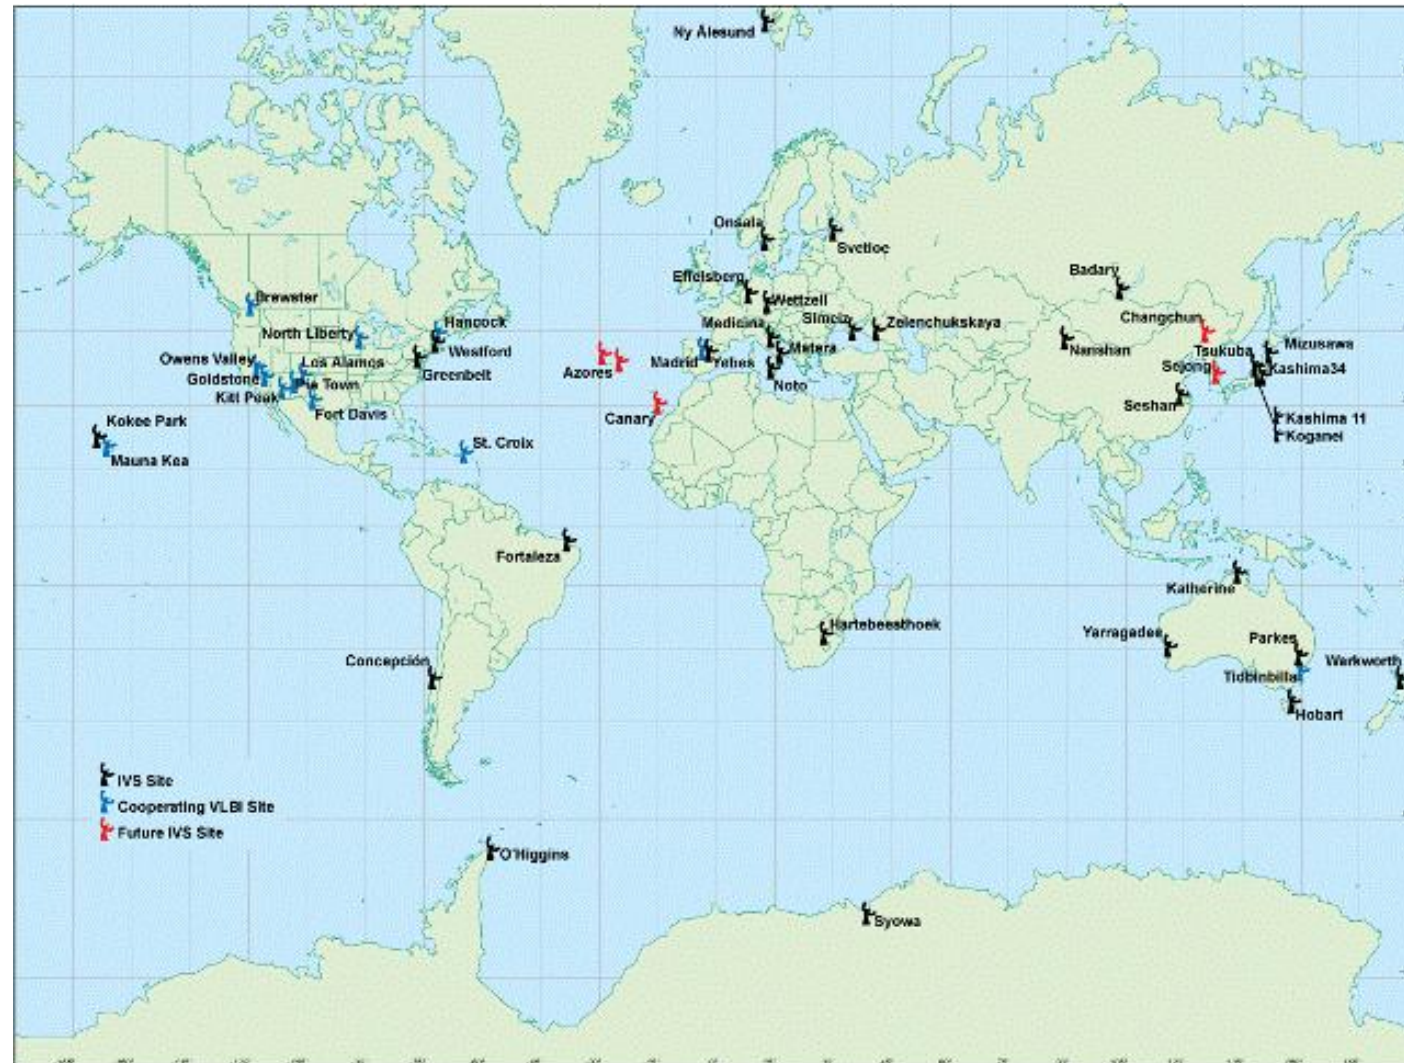 Ny Ålesund
Onsala
Svetloe
Effelsberg
Badary
Brewster
Wettzell
Hancock
North Liberty
Medicina
Simeiz
Zelenchukskaya
Changchun
Westford
Matera
Nanshan
Tsukuba
Mizusawa
Owens Valley
Los Alamos
Madrid
Yebes
Greenbelt
Azores
Sejong
Kashima34
Goldstone
Pie Town
Noto
Kitt Peak
Fort Davis
Canary
Seshan
Kokee Park
Kashima 11
Koganei
St. Croix
Mauna Kea
Fortaleza
Katherine
Hartebeesthoek
Yarragadee
Parkes
Concepción
Warkworth
Tidbinbilla
Hobart
IVS Site
Cooperating VLBI Site
Future IVS Site
O'Higgins
Syowa